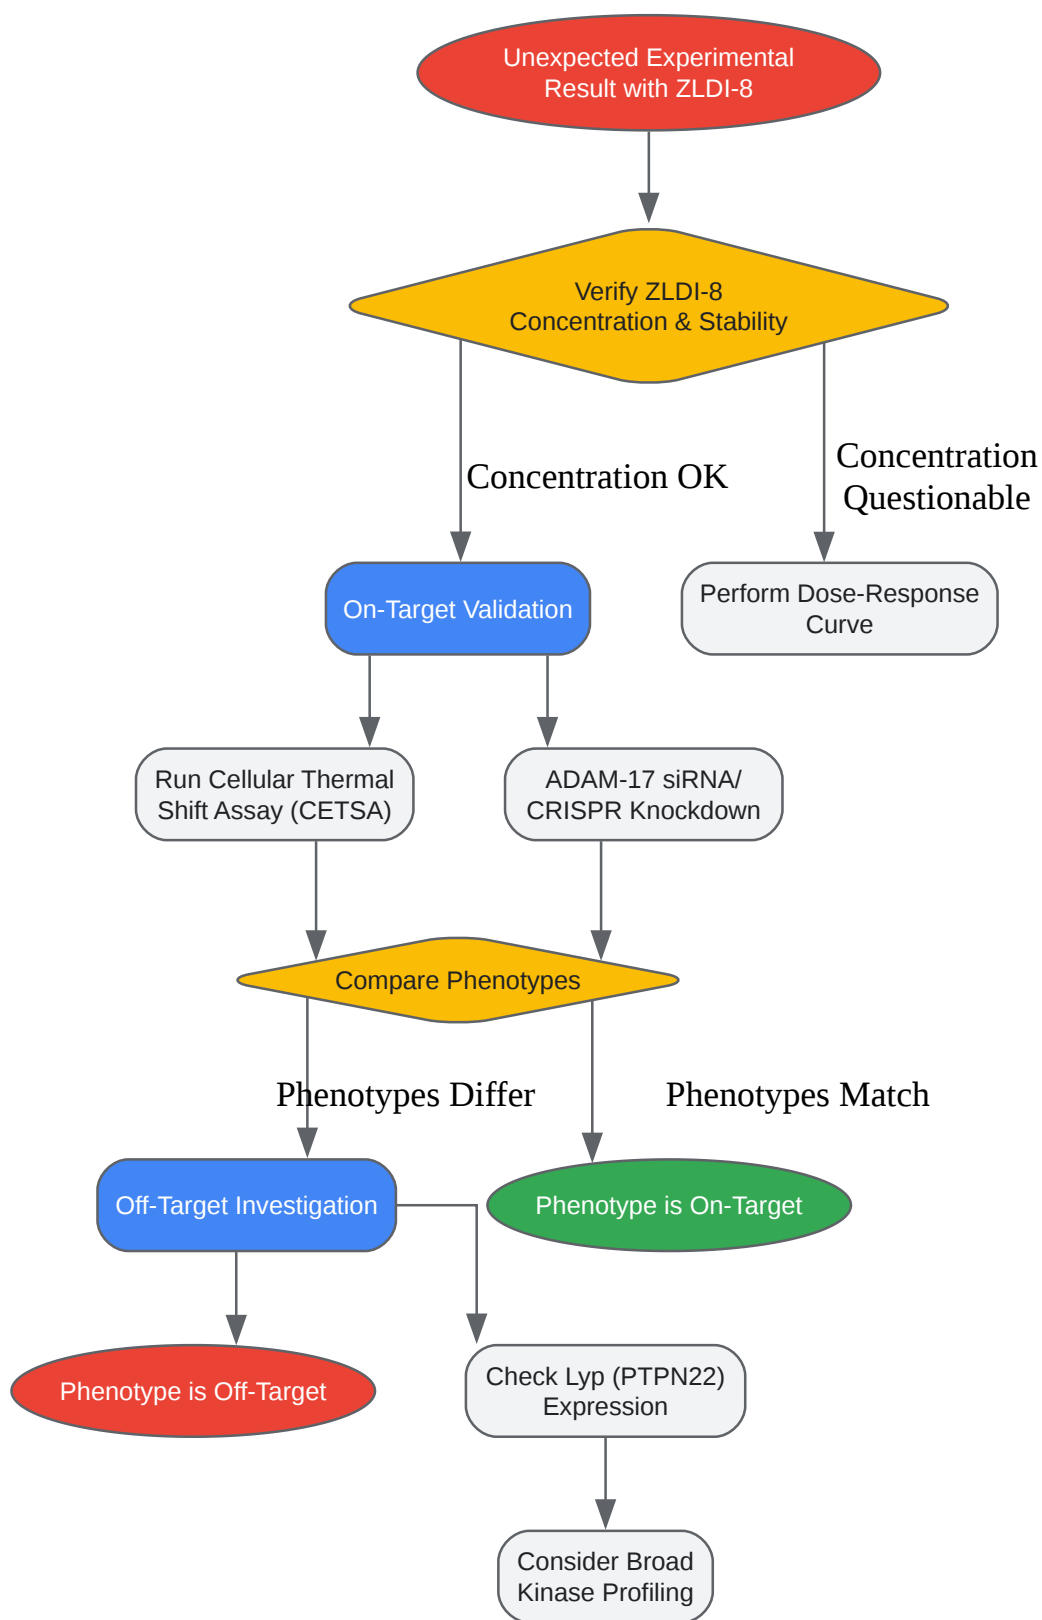 Unexpected Experimental
Result with ZLDI-8
Verify ZLDI-8
Concentration & Stability
Concentration OK
Concentration
Questionable
On-Target Validation
Perform Dose-Response
Curve
Run Cellular Thermal
Shift Assay (CETSA)
ADAM-17 siRNA/
CRISPR Knockdown
Compare Phenotypes
Phenotypes Differ
Phenotypes Match
Off-Target Investigation
Phenotype is On-Target
Phenotype is Off-Target
Check Lyp (PTPN22)
Expression
Consider Broad
Kinase Profiling